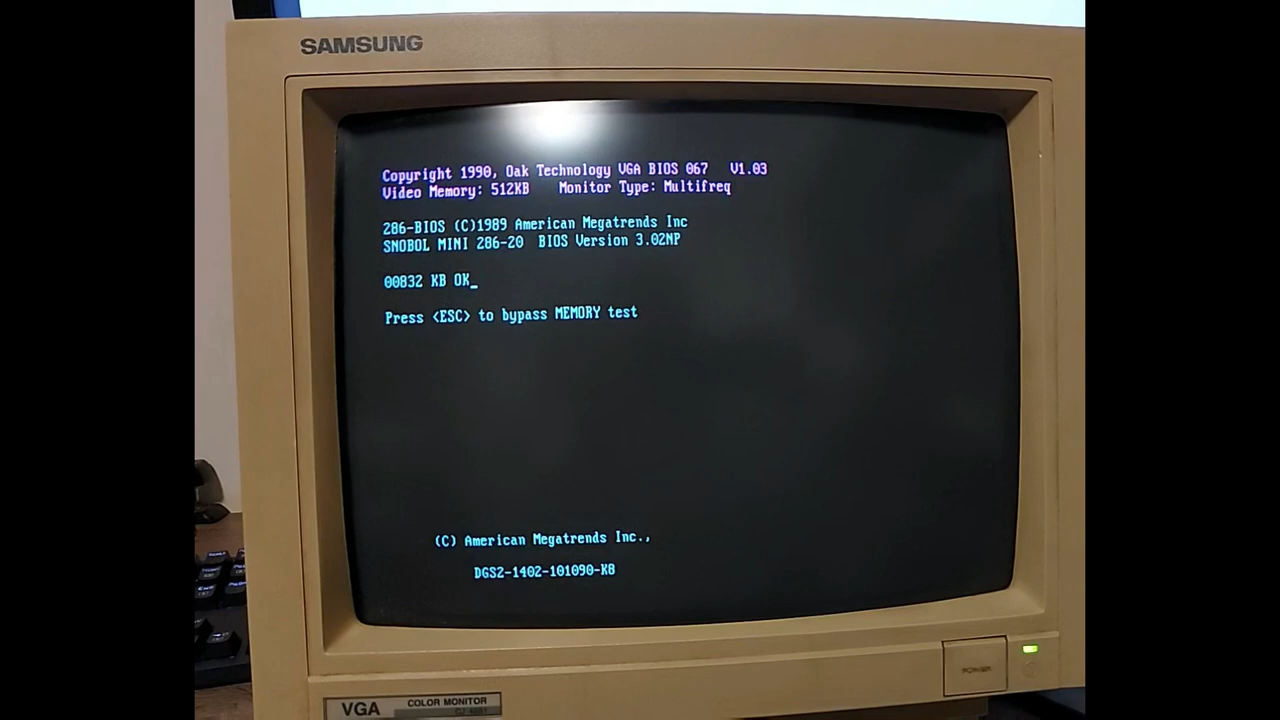 SAMSUNG
Copyright 1990, Oak Technology VGA BIOS 067 V1.03
Video Memory: 512KB Monitor Type: Multifreq
286-BIOS (C)1989 American Megatrends Inc
SNOBOL MINI 286-20 BIOS Version 3.02NP
00832 KB OK_
Press <ESC> to bypass MEMORY test
(C) American Megatrends Inc.,
DGS2-1402-101090-K8
POWER
VGA COLOR MONITOR